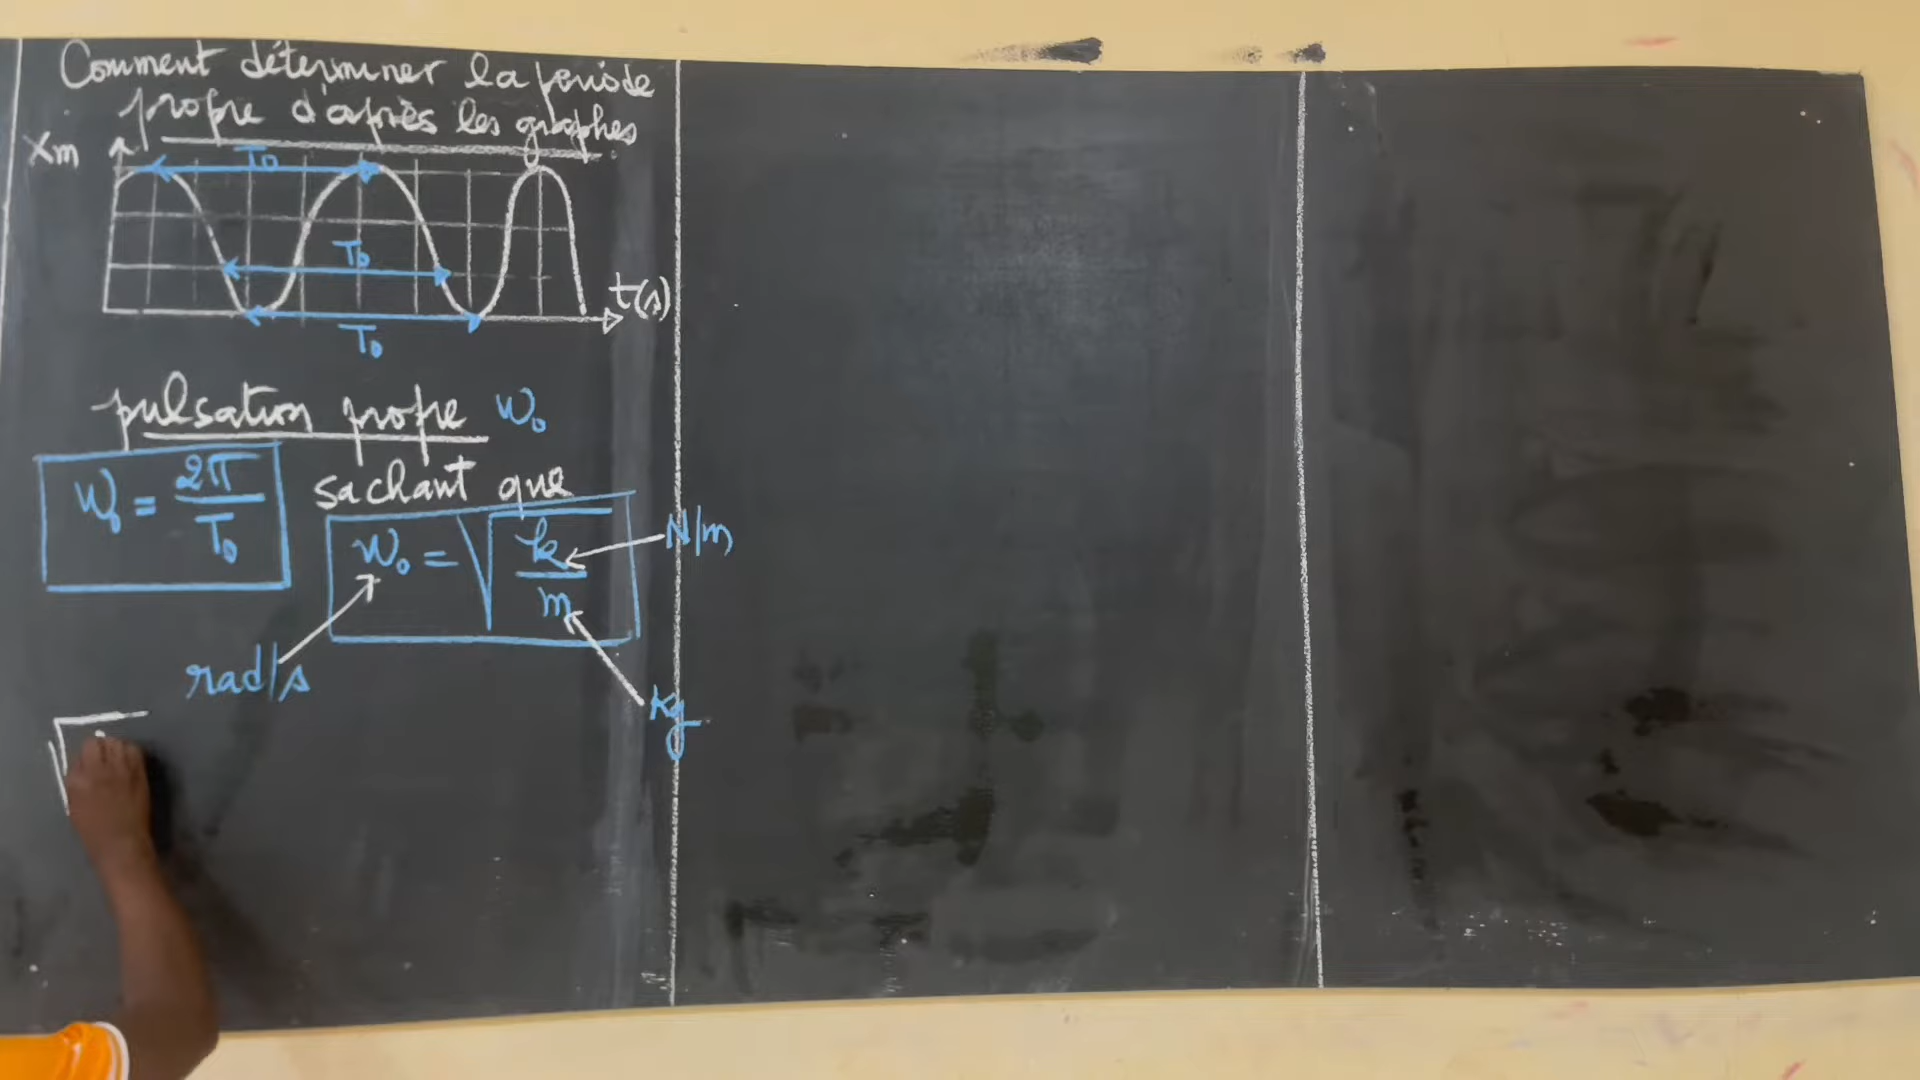 Comment déterminer la période
propre d'après les graphes
Xm
T₀
T₀
t(s)
T₀
pulsation propre W₀
W₀ = 2π/T₀
sachant que
W₀ = √(k/m)
N/m
rad/s
Kg